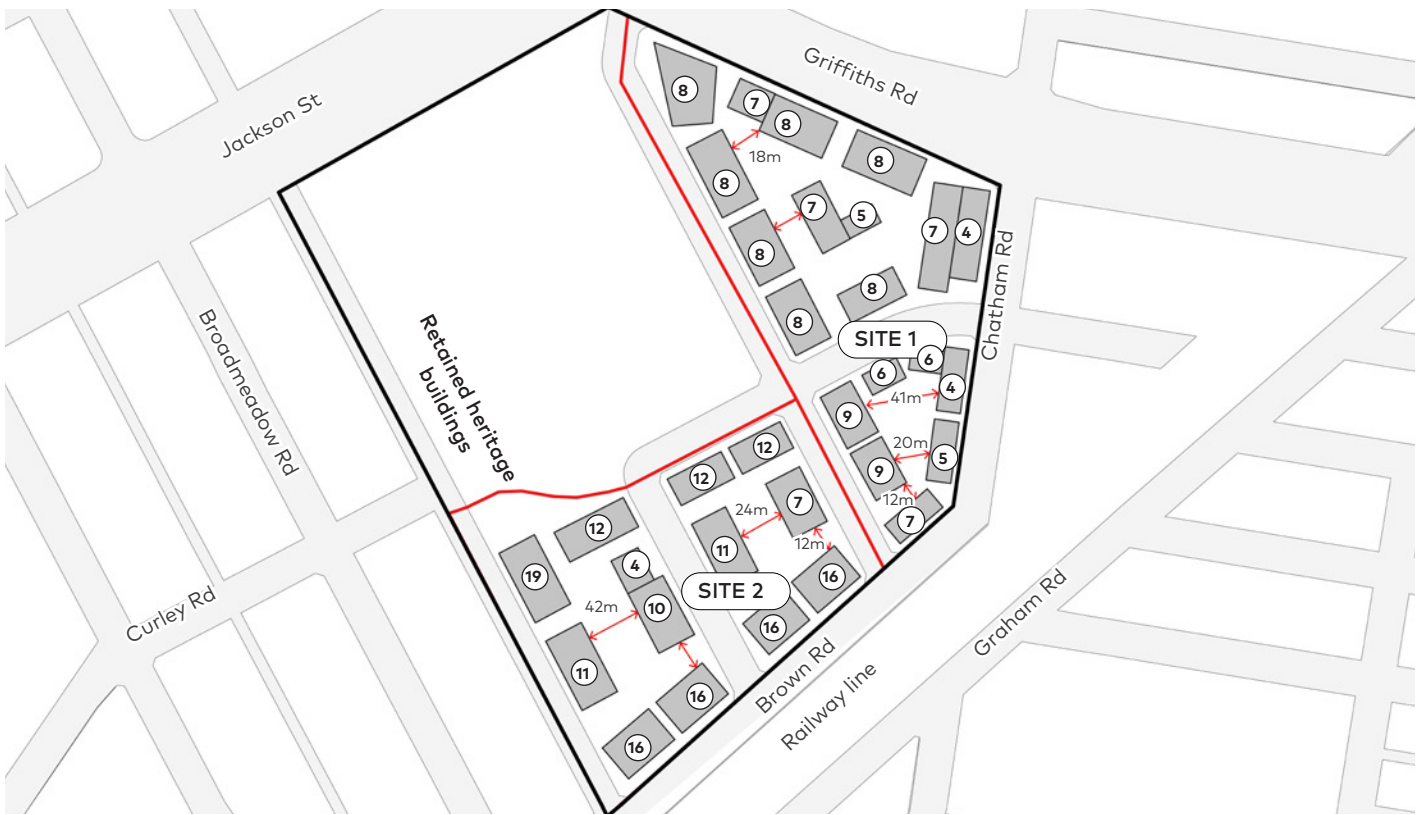 Griffiths Rd
Jackson St
8
7
8
18m
8
8
7
5
7
4
8
8
8
Chatham Rd
SITE 1
6
6
4
41m
9
20m
9
5
12m
7
Broadmeadow Rd
Retained heritage
buildings
12
12
24m
7
11
12m
16
16
SITE 2
12
19
4
10
42m
11
16
16
Curley Rd
Brown Rd
Railway line
Graham Rd